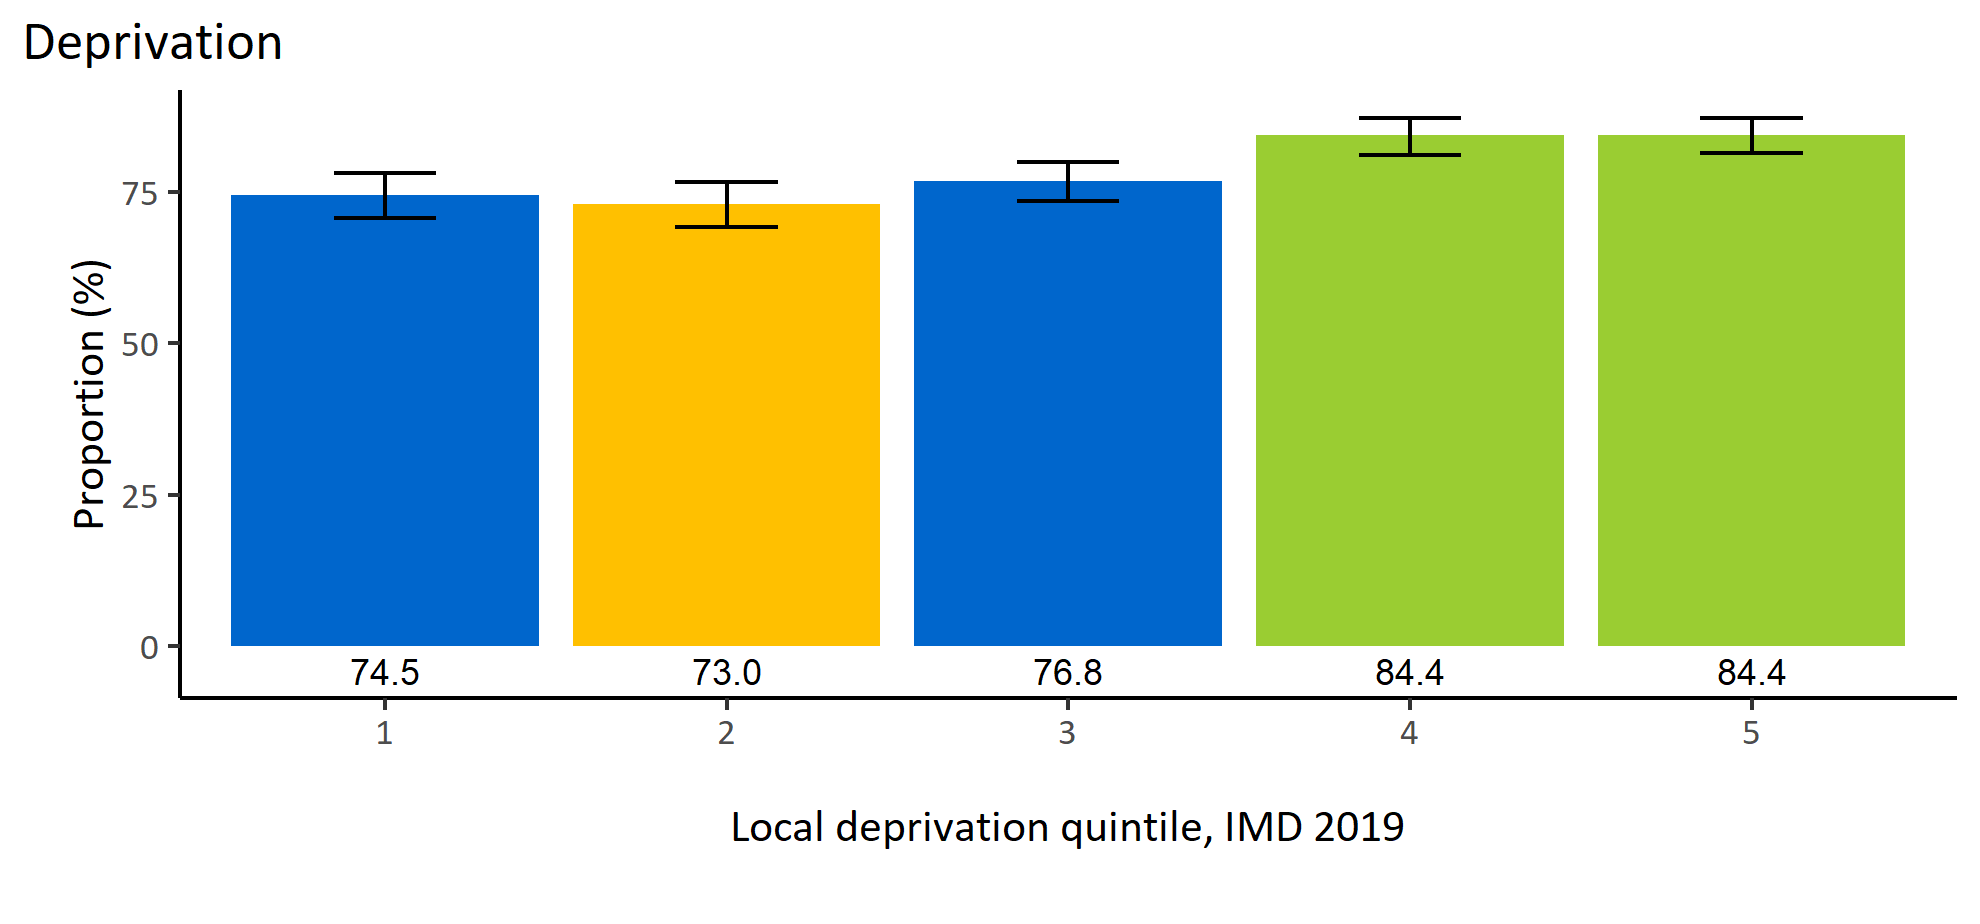 Deprivation
Proportion (%)
75
50
25
0
74.5 73.0 76.8 84.4 84.4
1 2 3 4 5
Local deprivation quintile, IMD 2019